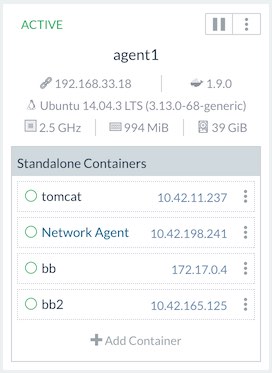 ACTIVE
agent1
192.168.33.18 1.9.0
Ubuntu 14.04.3 LTS (3.13.0-68-generic)
2.5 GHz 994 MiB 39 GiB
Standalone Containers
tomcat 10.42.11.237
Network Agent 10.42.198.241
bb 172.17.0.4
bb2 10.42.165.125
Add Container